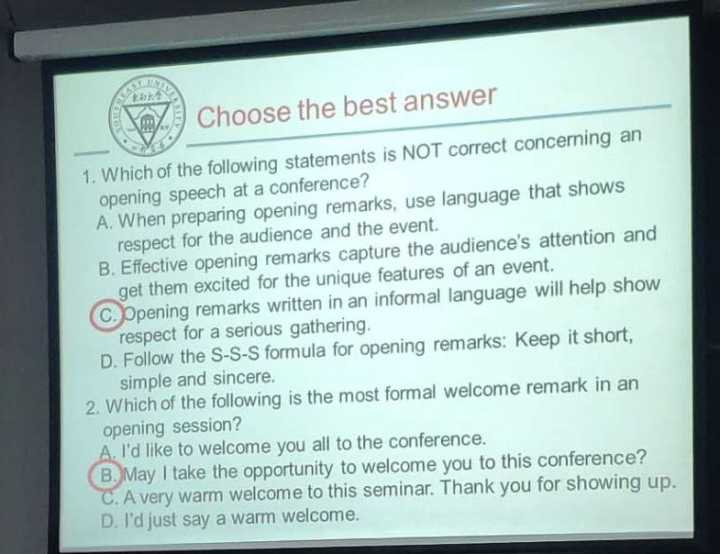 SOUTHEAST UNIVERSITY
Choose the best answer
1. Which of the following statements is NOT correct concerning an
opening speech at a conference?
A. When preparing opening remarks, use language that shows
respect for the audience and the event.
B. Effective opening remarks capture the audience's attention and
get them excited for the unique features of an event.
C. Opening remarks written in an informal language will help show
respect for a serious gathering.
D. Follow the S-S-S formula for opening remarks: Keep it short,
simple and sincere.
2. Which of the following is the most formal welcome remark in an
opening session?
A. I'd like to welcome you all to the conference.
B. May I take the opportunity to welcome you to this conference?
C. A very warm welcome to this seminar. Thank you for showing up.
D. I'd just say a warm welcome.